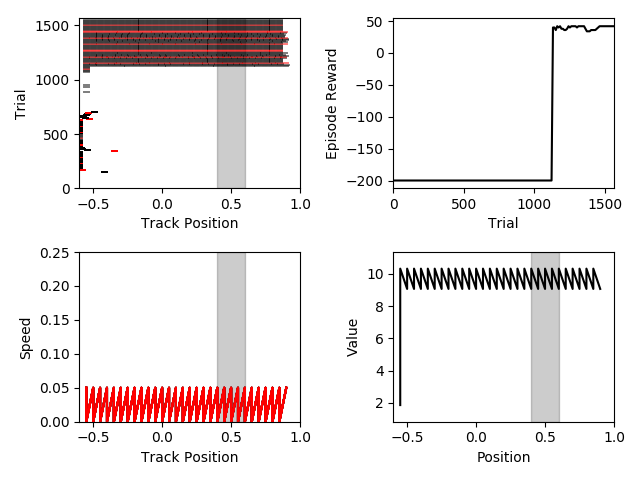 1500
1000
500
0
Trial
−0.5 0.0 0.5 1.0
Track Position
50
0
−50
−100
−150
−200
Episode Reward
0 500 1000 1500
Trial
0.25
0.20
0.15
0.10
0.05
0.00
Speed
−0.5 0.0 0.5 1.0
Track Position
10
8
6
4
2
Value
−0.5 0.0 0.5 1.0
Position